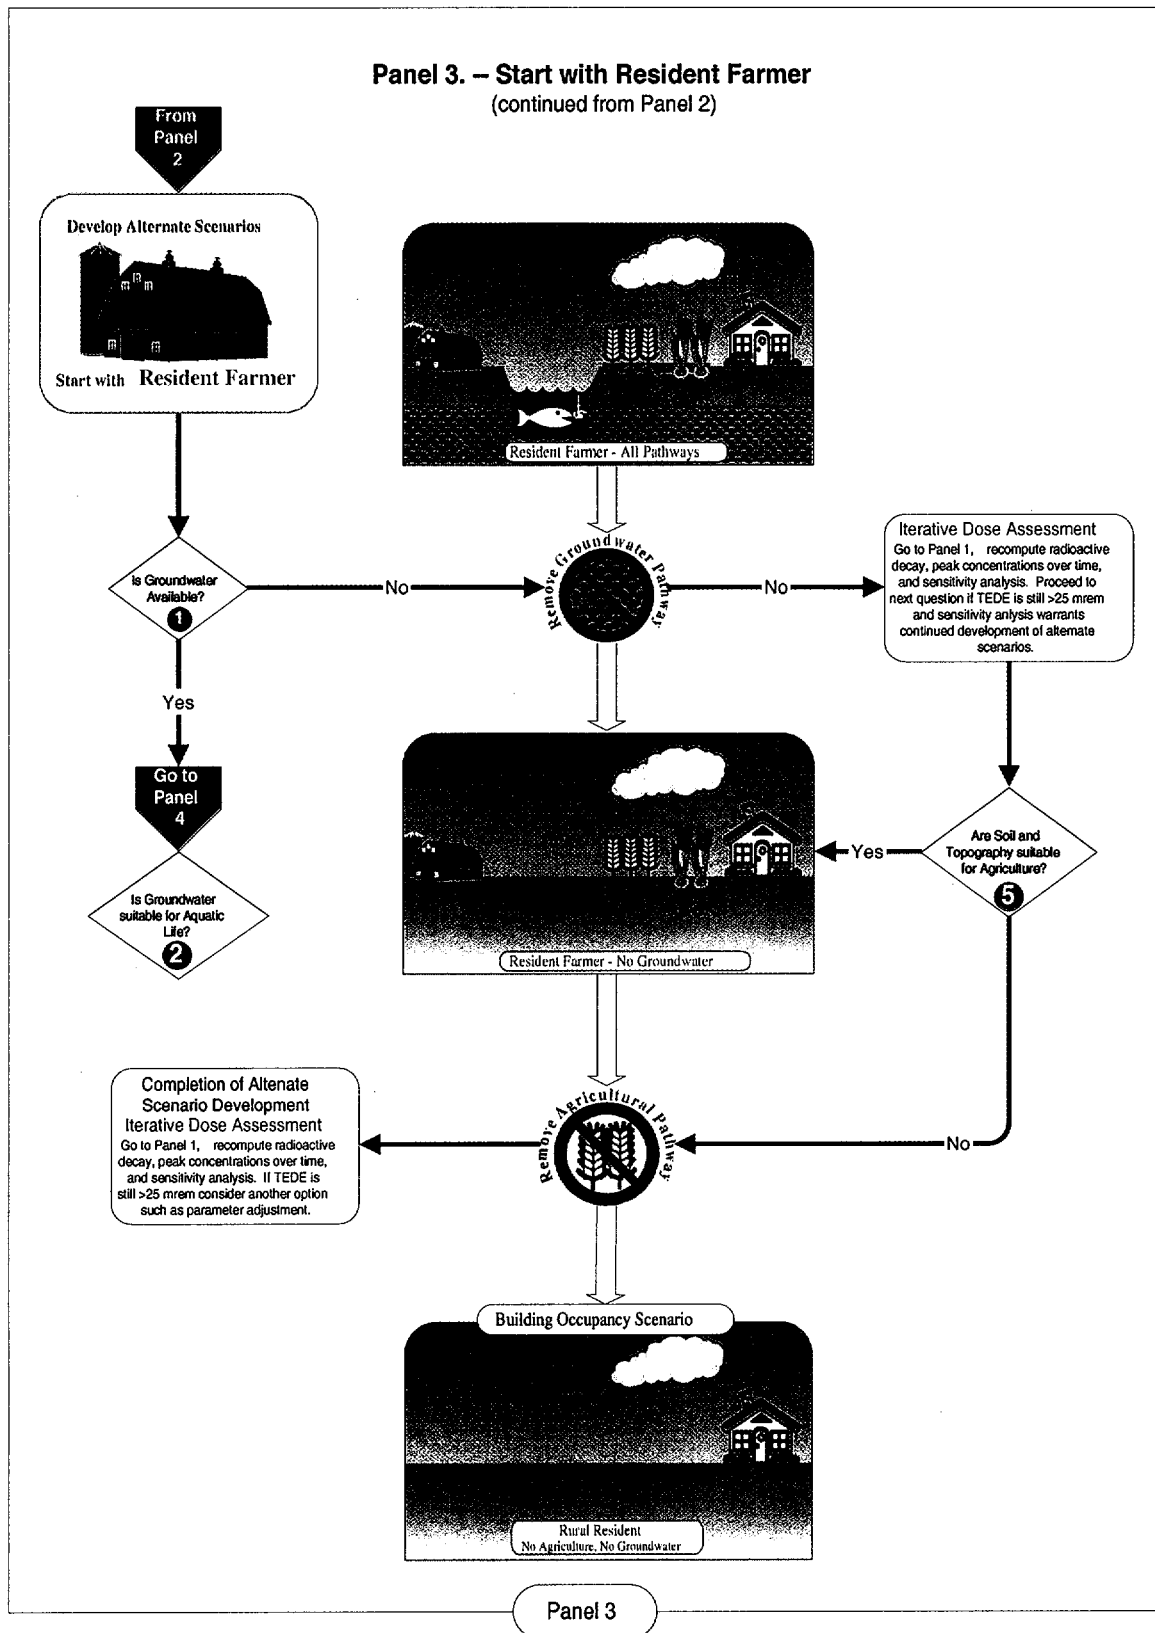 Panel 3. – Start with Resident Farmer
(continued from Panel 2)
From
Panel
2
Develop Alternate Scenarios
Start with Resident Farmer
Resident Farmer - All Pathways
Is Groundwater
Available?
1
No
Remove Groundwater Pathway
No
Iterative Dose Assessment
Go to Panel 1, recompute radioactive
decay, peak concentrations over time,
and sensitivity analysis. Proceed to
next question if TEDE is still >25 mrem
and sensitivity anlysis warrants
continued development of alternate
scenarios.
Yes
Go to
Panel
4
Is Groundwater
suitable for Aquatic
Life?
2
Resident Farmer - No Groundwater
Yes
Are Soil and
Topography suitable
for Agriculture?
5
No
Remove Agricultural Pathway
Completion of Altenate
Scenario Development
Iterative Dose Assessment
Go to Panel 1, recompute radioactive
decay, peak concentrations over time,
and sensitivity analysis. If TEDE is
still >25 mrem consider another option
such as parameter adjustment.
Building Occupancy Scenario
Rural Resident
No Agriculture, No Groundwater
Panel 3